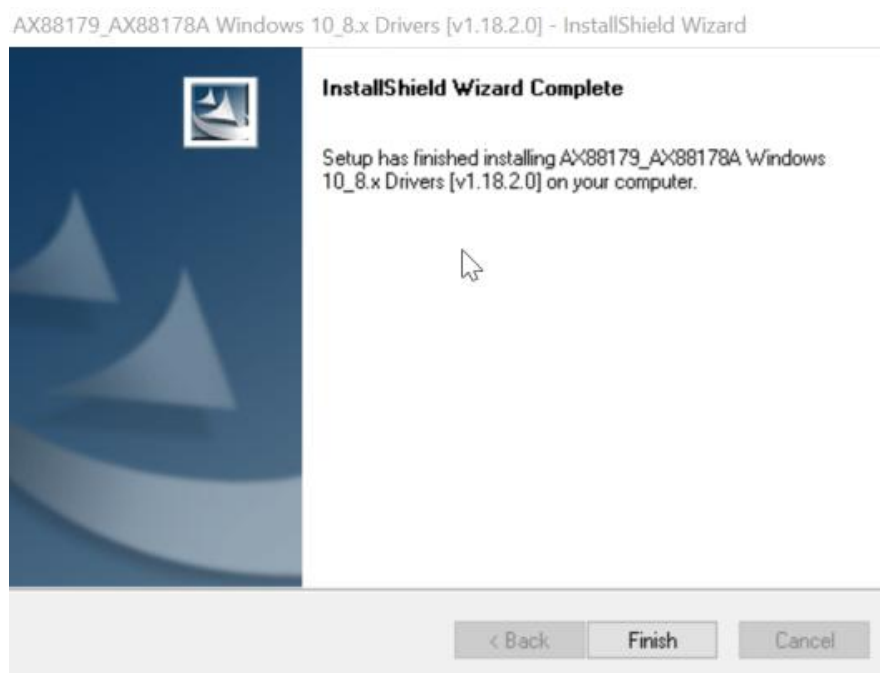 AX88179_AX88178A Windows 10_8.x Drivers [v1.18.2.0] - InstallShield Wizard
InstallShield Wizard Complete
Setup has finished installing AX88179_AX88178A Windows
10_8.x Drivers [v1.18.2.0] on your computer.
< Back
Finish
Cancel